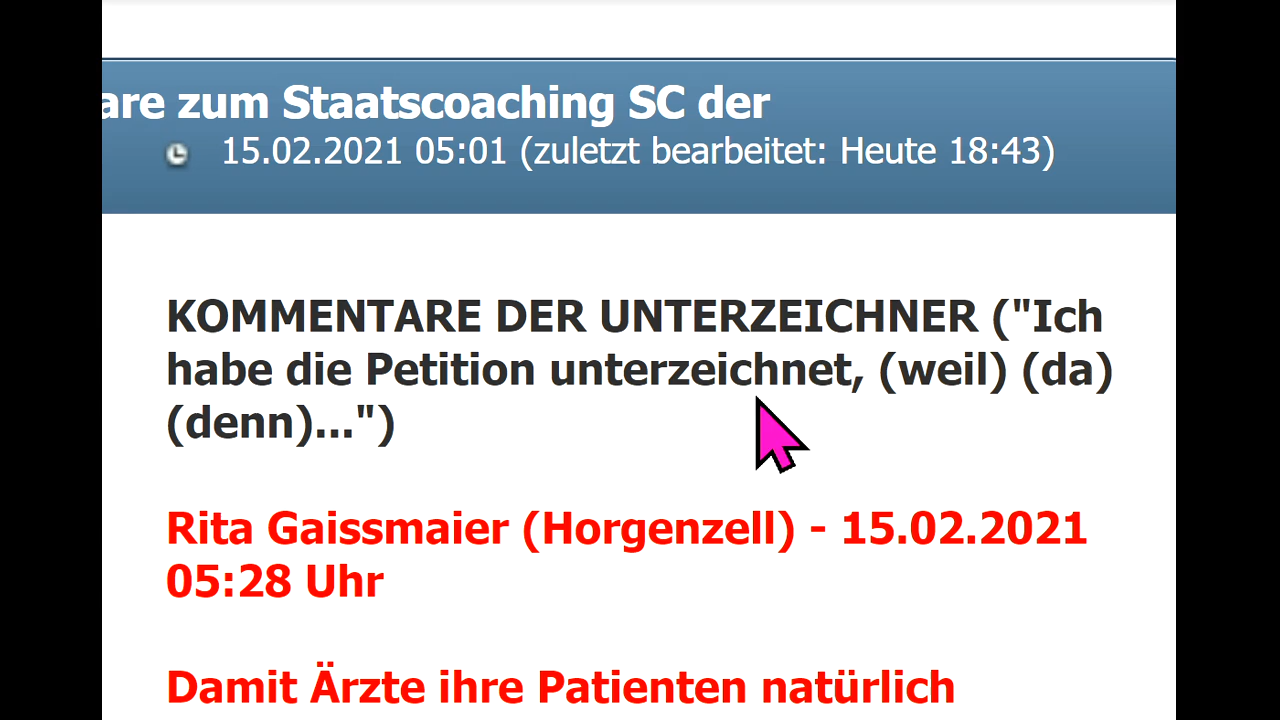 are zum Staatscoaching SC der
15.02.2021 05:01 (zuletzt bearbeitet: Heute 18:43)
KOMMENTARE DER UNTERZEICHNER ("Ich
habe die Petition unterzeichnet, (weil) (da)
(denn)...")
Rita Gaissmaier (Horgenzell) - 15.02.2021
05:28 Uhr
Damit Ärzte ihre Patienten natürlich